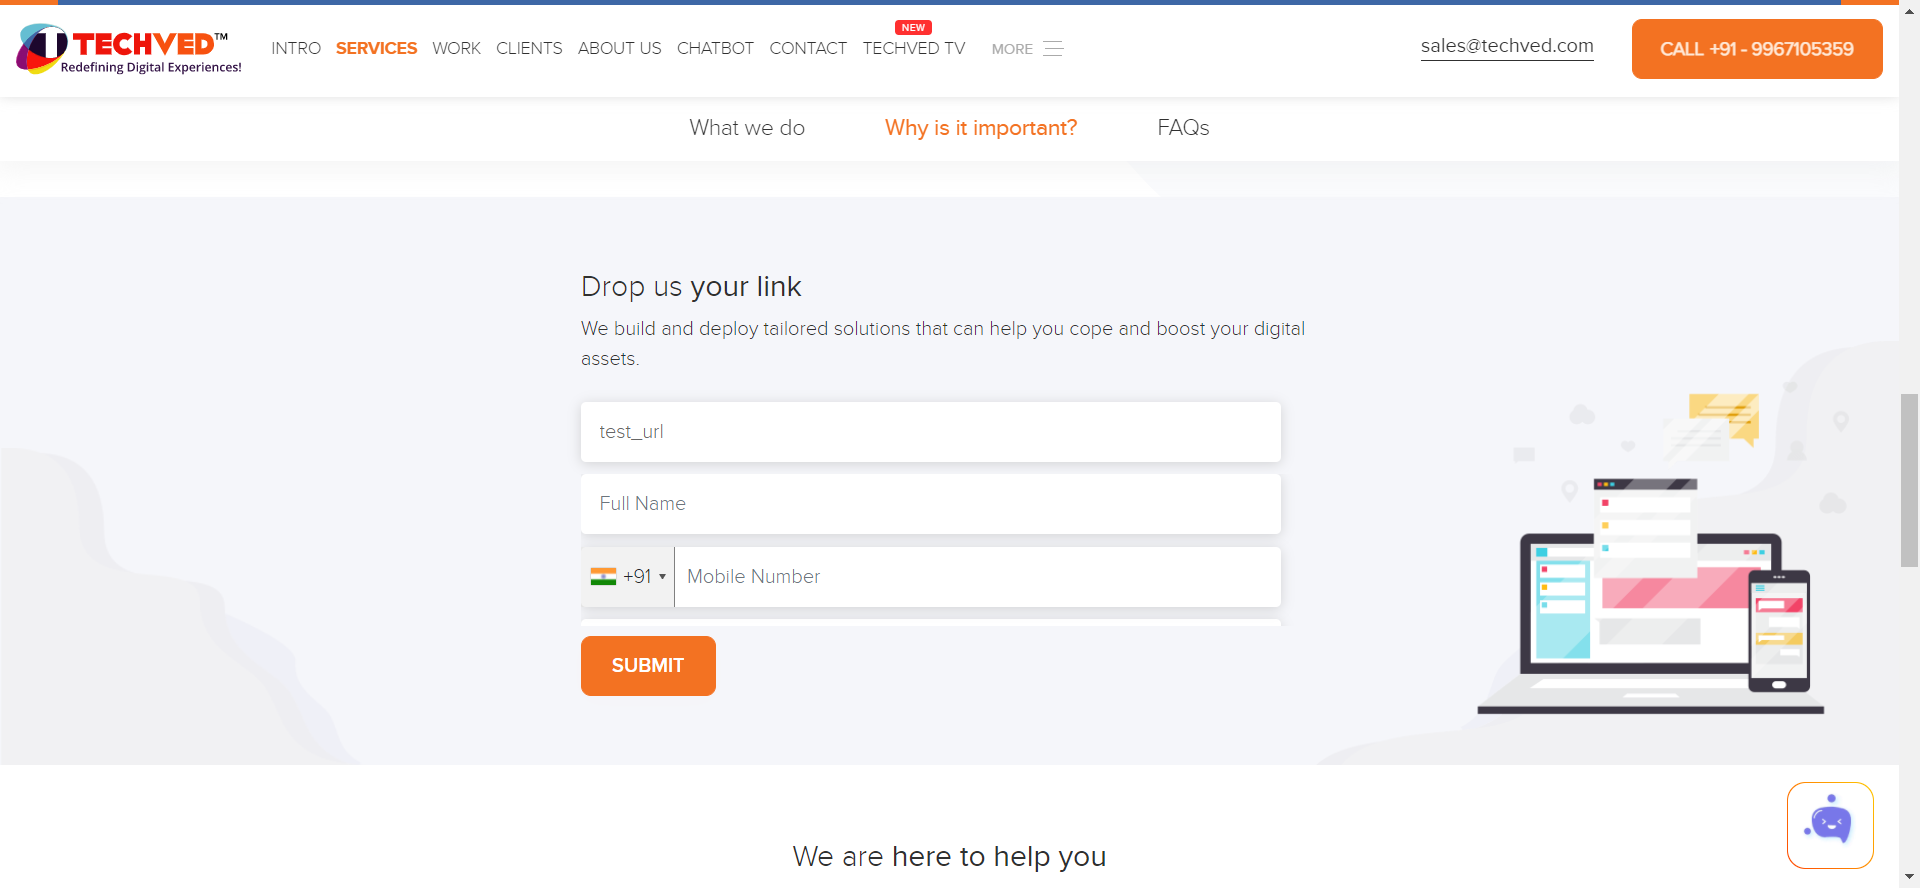 TECHVED™
Redefining Digital Experiences!
INTRO SERVICES WORK CLIENTS ABOUT US CHATBOT CONTACT TECHVED TV NEW MORE
sales@techved.com
CALL +91 - 9967105359
What we do Why is it important? FAQs
Drop us your link
We build and deploy tailored solutions that can help you cope and boost your digital
assets.
test_url
Full Name
+91 Mobile Number
SUBMIT
We are here to help you